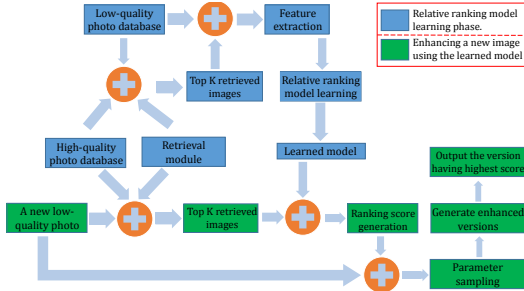 Low-quality
photo database
Feature
extraction
Relative ranking model
learning phase.
Enhancing a new image
using the learned model
Top K retrieved
images
Relative ranking
model learning
High-quality
photo database
Retrieval
module
Learned model
Output the version
having highest score
A new low-
quality photo
Top K retrieved
images
Ranking score
generation
Generate enhanced
versions
Parameter
sampling